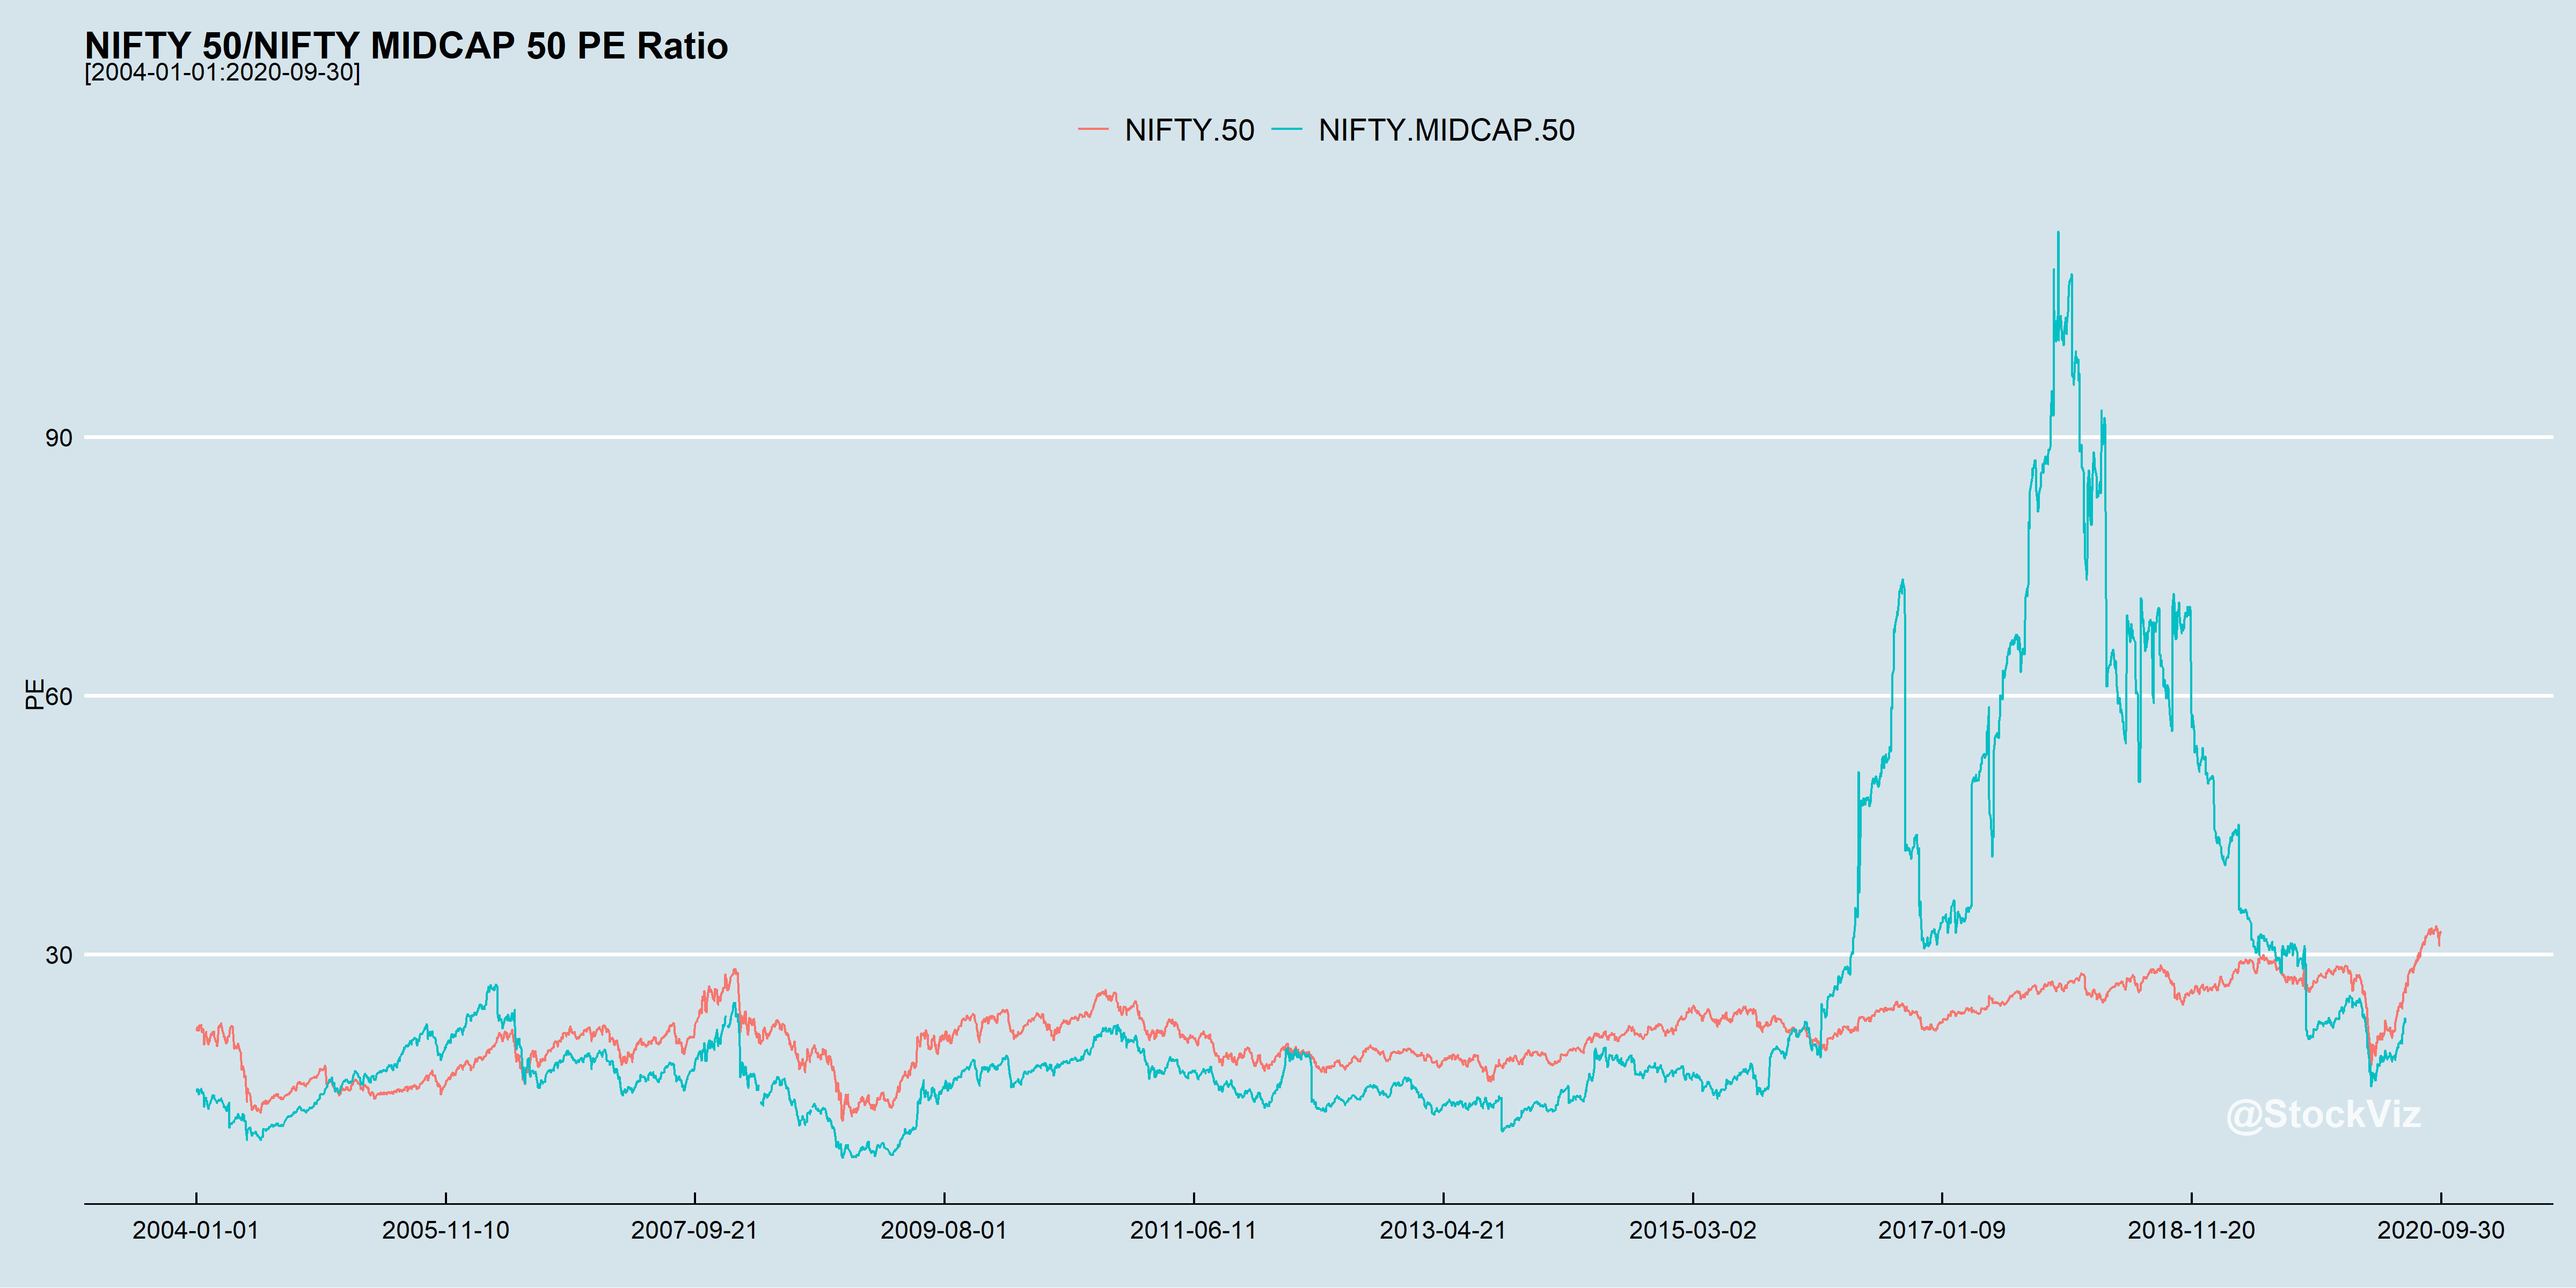 NIFTY 50/NIFTY MIDCAP 50 PE Ratio
[2004-01-01:2020-09-30]
NIFTY.50 NIFTY.MIDCAP.50
90
60
30
PE
@StockViz
2004-01-01 2005-11-10 2007-09-21 2009-08-01 2011-06-11 2013-04-21 2015-03-02 2017-01-09 2018-11-20 2020-09-30